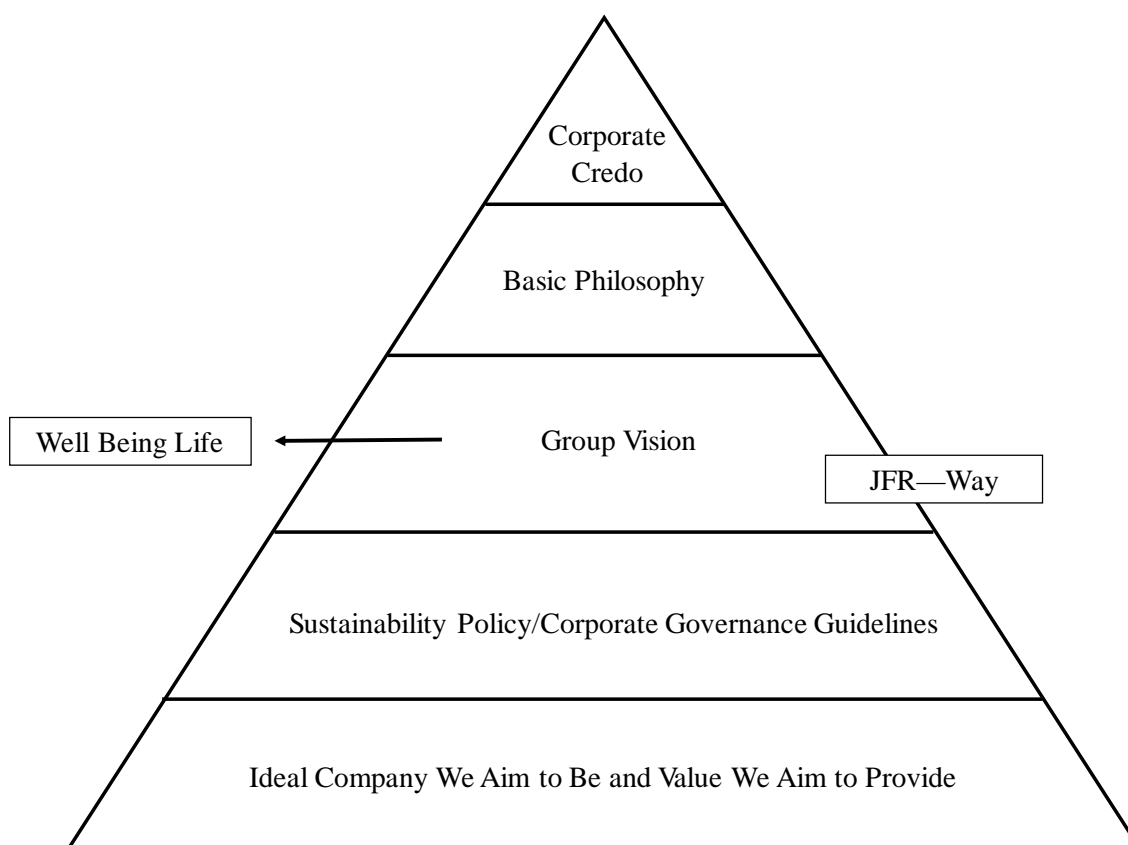 Corporate
Credo
Basic Philosophy
Well Being Life
Group Vision
JFR—Way
Sustainability Policy/Corporate Governance Guidelines
Ideal Company We Aim to Be and Value We Aim to Provide